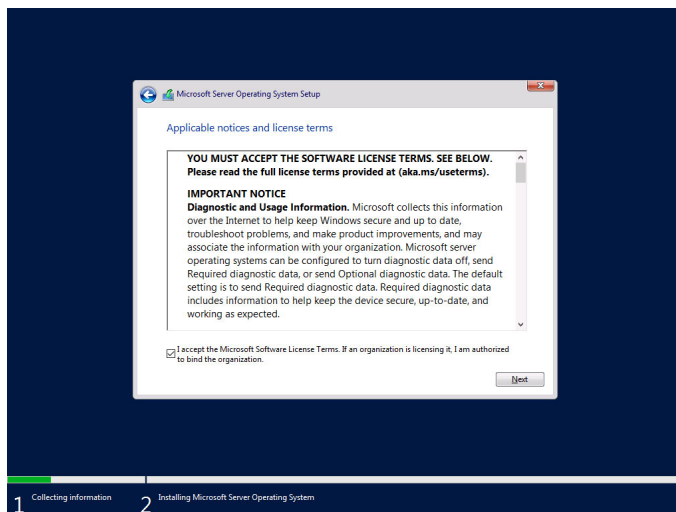 Microsoft Server Operating System Setup
Applicable notices and license terms
YOU MUST ACCEPT THE SOFTWARE LICENSE TERMS. SEE BELOW.
Please read the full license terms provided at (aka.ms/useterms).
IMPORTANT NOTICE
Diagnostic and Usage Information. Microsoft collects this information
over the Internet to help keep Windows secure and up to date,
troubleshoot problems, and make product improvements, and may
associate the information with your organization. Microsoft server
operating systems can be configured to turn diagnostic data off, send
Required diagnostic data, or send Optional diagnostic data. The default
setting is to send Required diagnostic data. Required diagnostic data
includes information to help keep the device secure, up-to-date, and
working as expected.
I accept the Microsoft Software License Terms. If an organization is licensing it, I am authorized
to bind the organization.
Next
1 Collecting information
2 Installing Microsoft Server Operating System